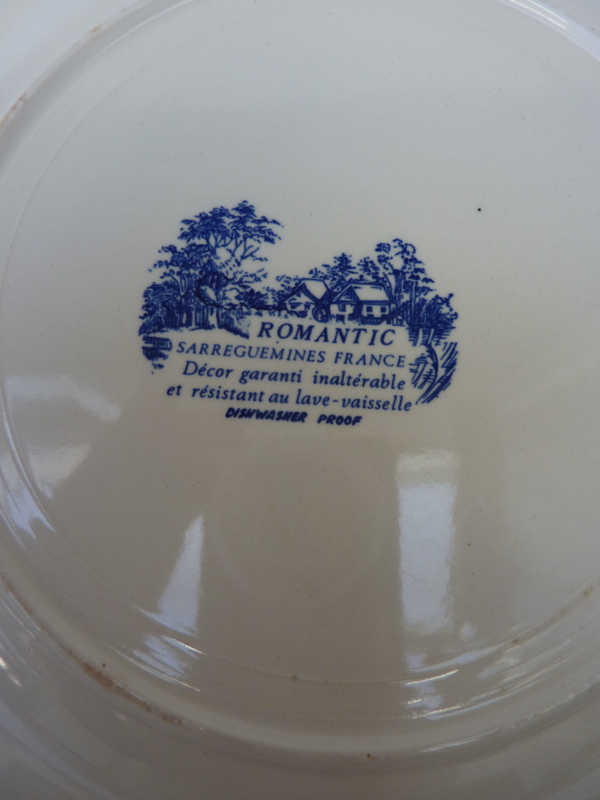 ROMANTIC
SARREGUEMINES FRANCE
Décor garanti inaltérable
et résistant au lave-vaisselle
DISHWASHER PROOF